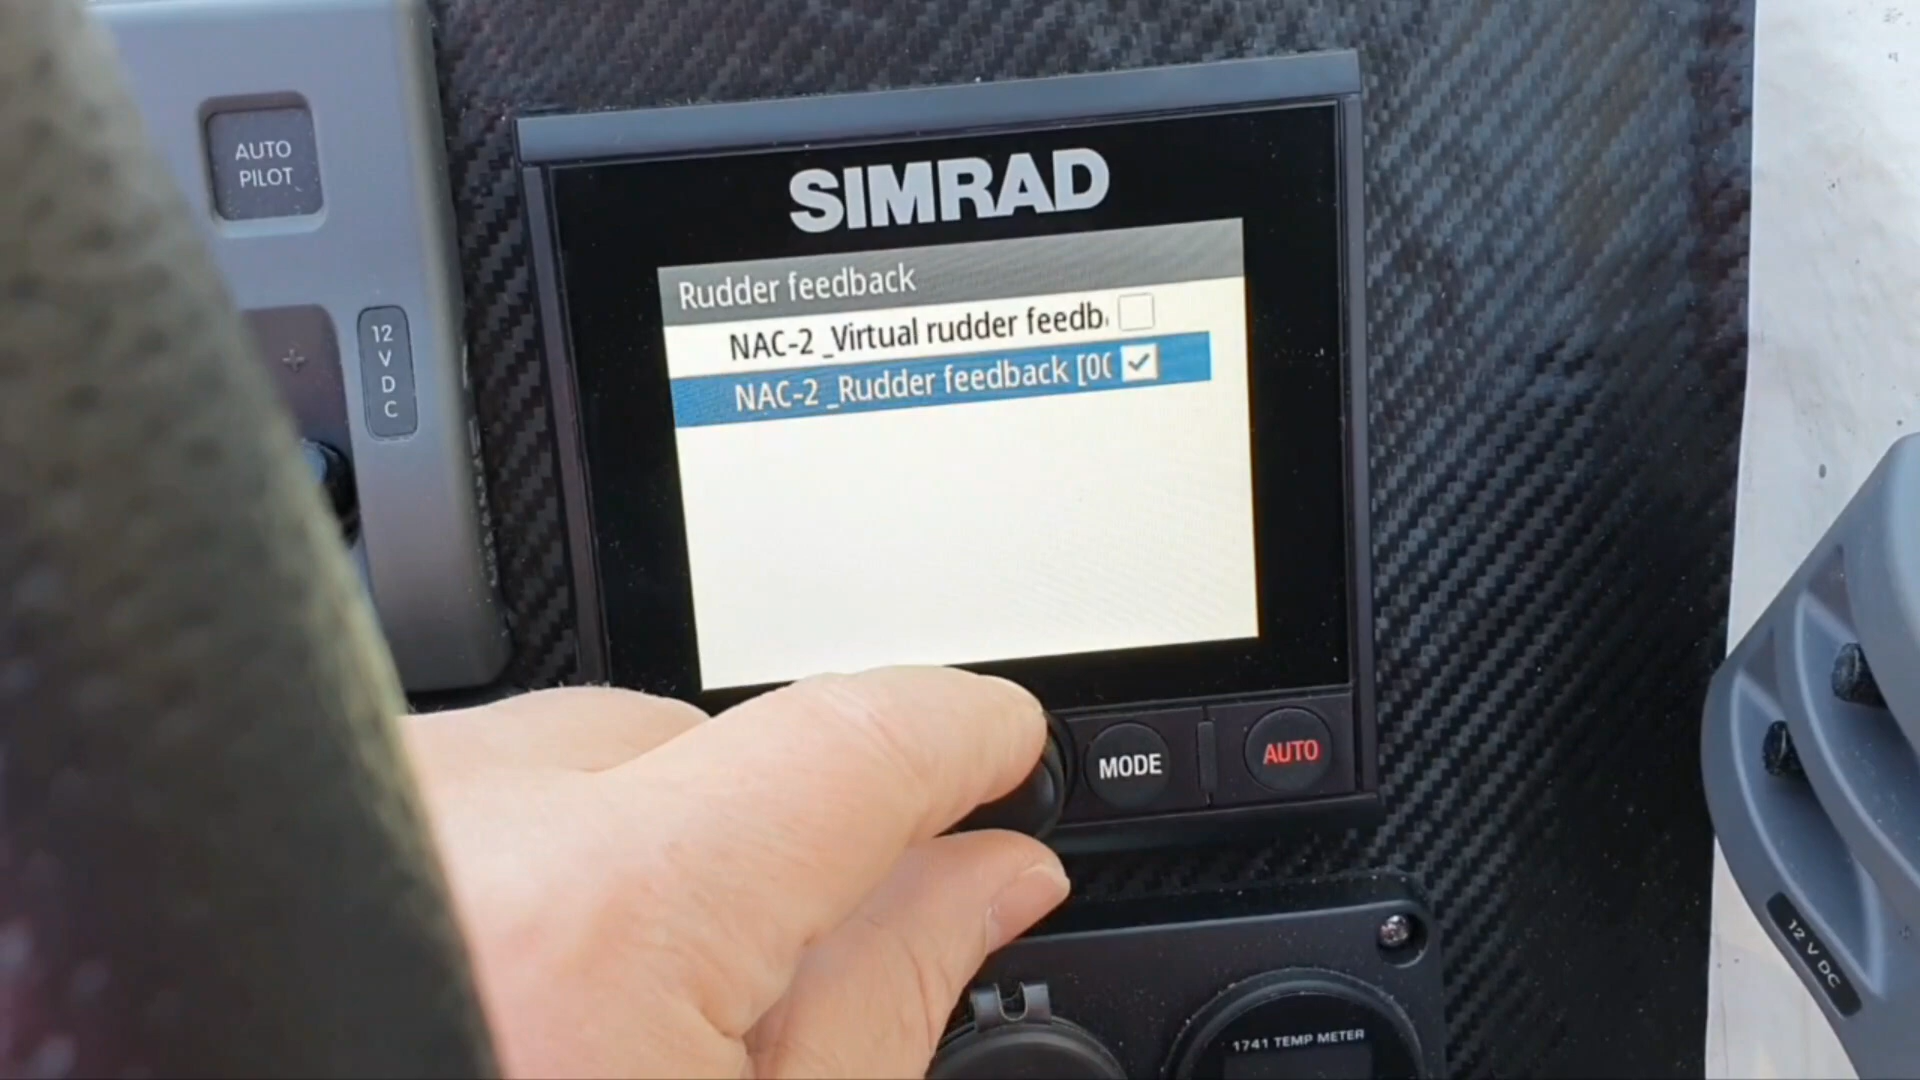 AUTO
PILOT
12
V
D
C
SIMRAD
Rudder feedback
NAC-2 _Virtual rudder feedb
NAC-2 _Rudder feedback [00
MODE
AUTO
12 V DC
1741 TEMP METER